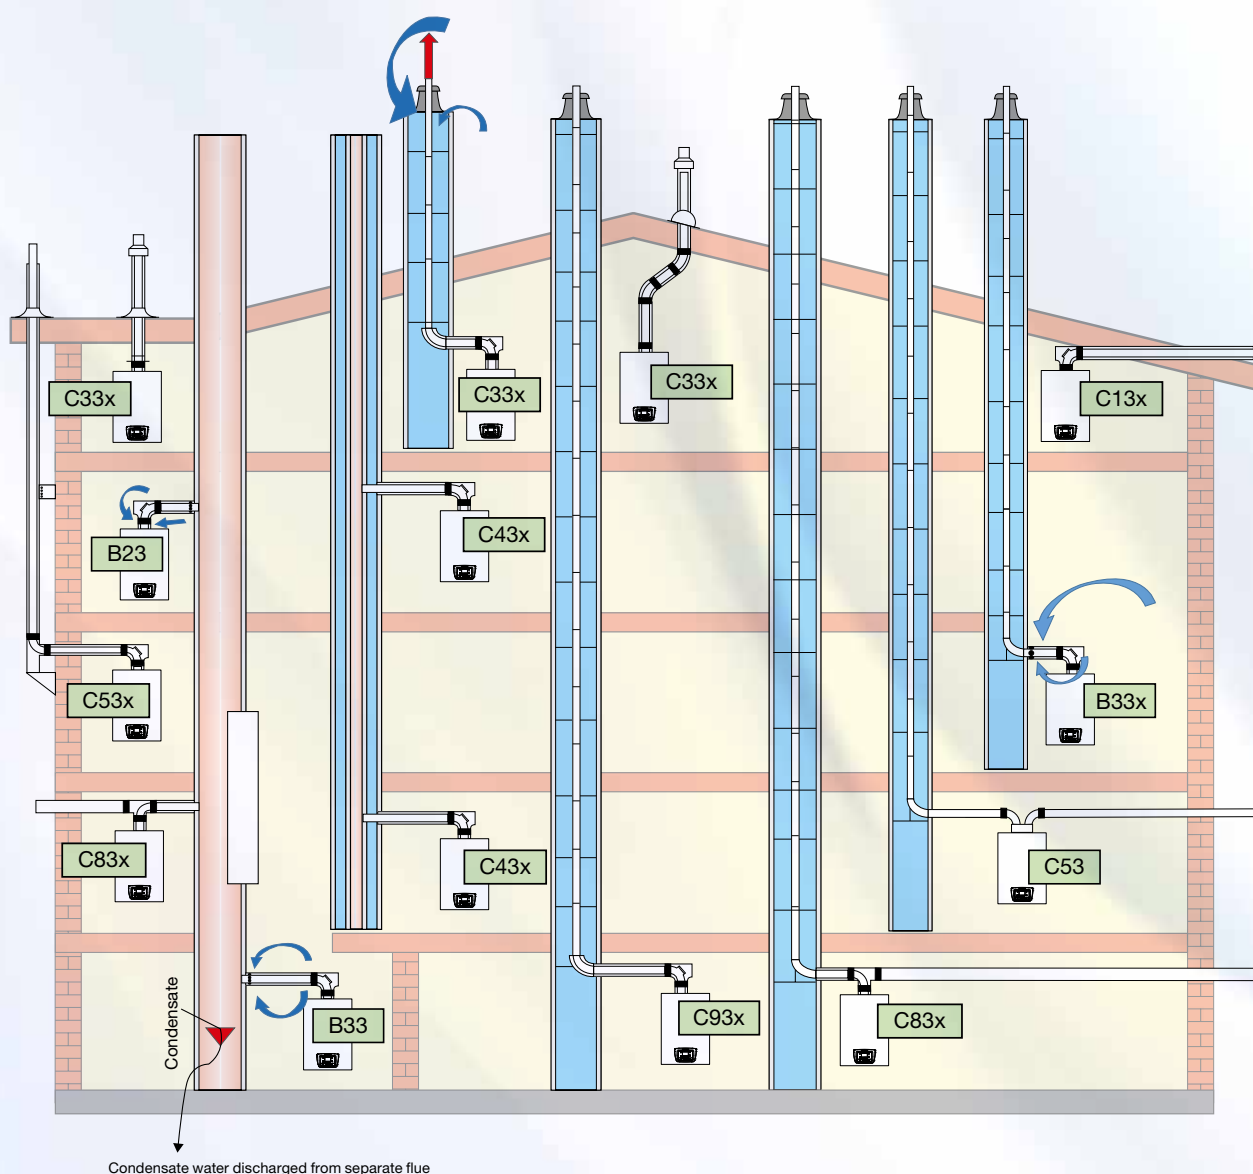 C33x
C33x
C33x
C13x
B23
C43x
C53x
B33x
C83x
C43x
C53
Condensate
B33
C93x
C83x
Condensate water discharged from separate flue